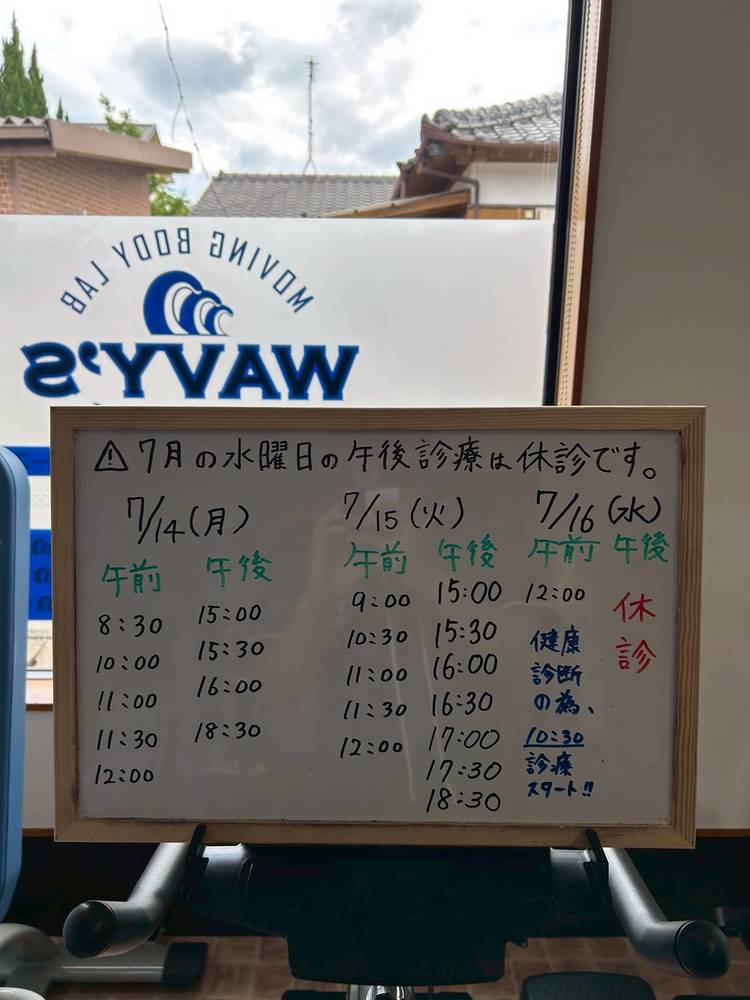 MOVING BODY LAB
WAVY'S
⚠ 7月の水曜日の午後診療は休診です。
7/14(月)
午前 午後
8:30 15:00
10:00 15:30
11:00 16:00
11:30 18:30
12:00
7/15(火)
午前 午後
9:00 15:00
10:30 15:30
11:00 16:00
11:30 16:30
12:00 17:00
17:30
18:30
7/16(水)
午前 午後
12:00 休診
健康
診断
の為、
10:30
診療
スタート!!